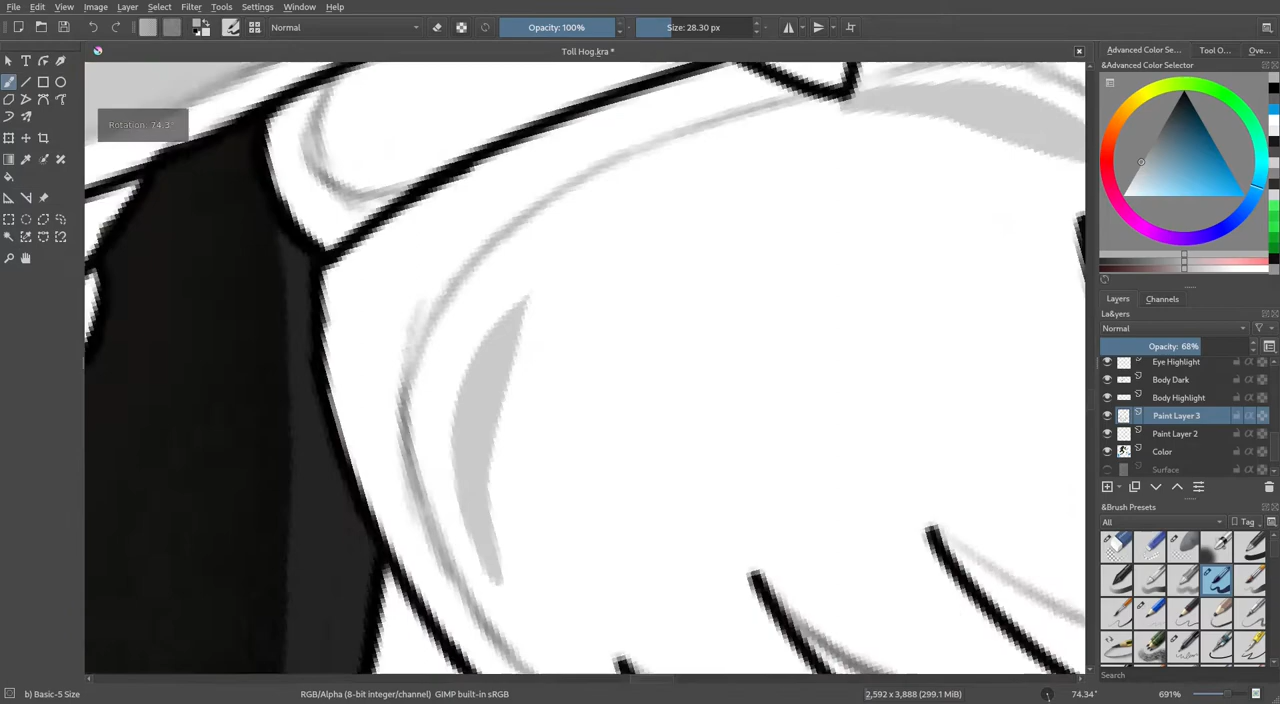 File Edit View Image Layer Select Filter Tools Settings Window Help
Normal Opacity: 100% Size: 28.30 px
Toll Hog.kra *
Advanced Color Se... Tool O... Ove...
Advanced Color Selector
Rotation: 74.3°
Layers Channels
Layers
Normal
Opacity: 68%
Eye Highlight
Body Dark
Body Highlight
Paint Layer 3
Paint Layer 2
Color
Surface
Brush Presets
All Tag
Search
b) Basic-5 Size RGB/Alpha (8-bit integer/channel) GIMP built-in sRGB 2,592 x 3,888 (299.1 MiB) 74.34° 691%